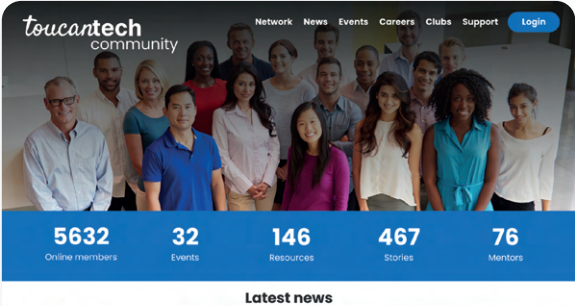 toucantech
community
Network News Events Careers Clubs Support Login
5632 32 146 467 76
Online members Events Resources Stories Mentors
Latest news